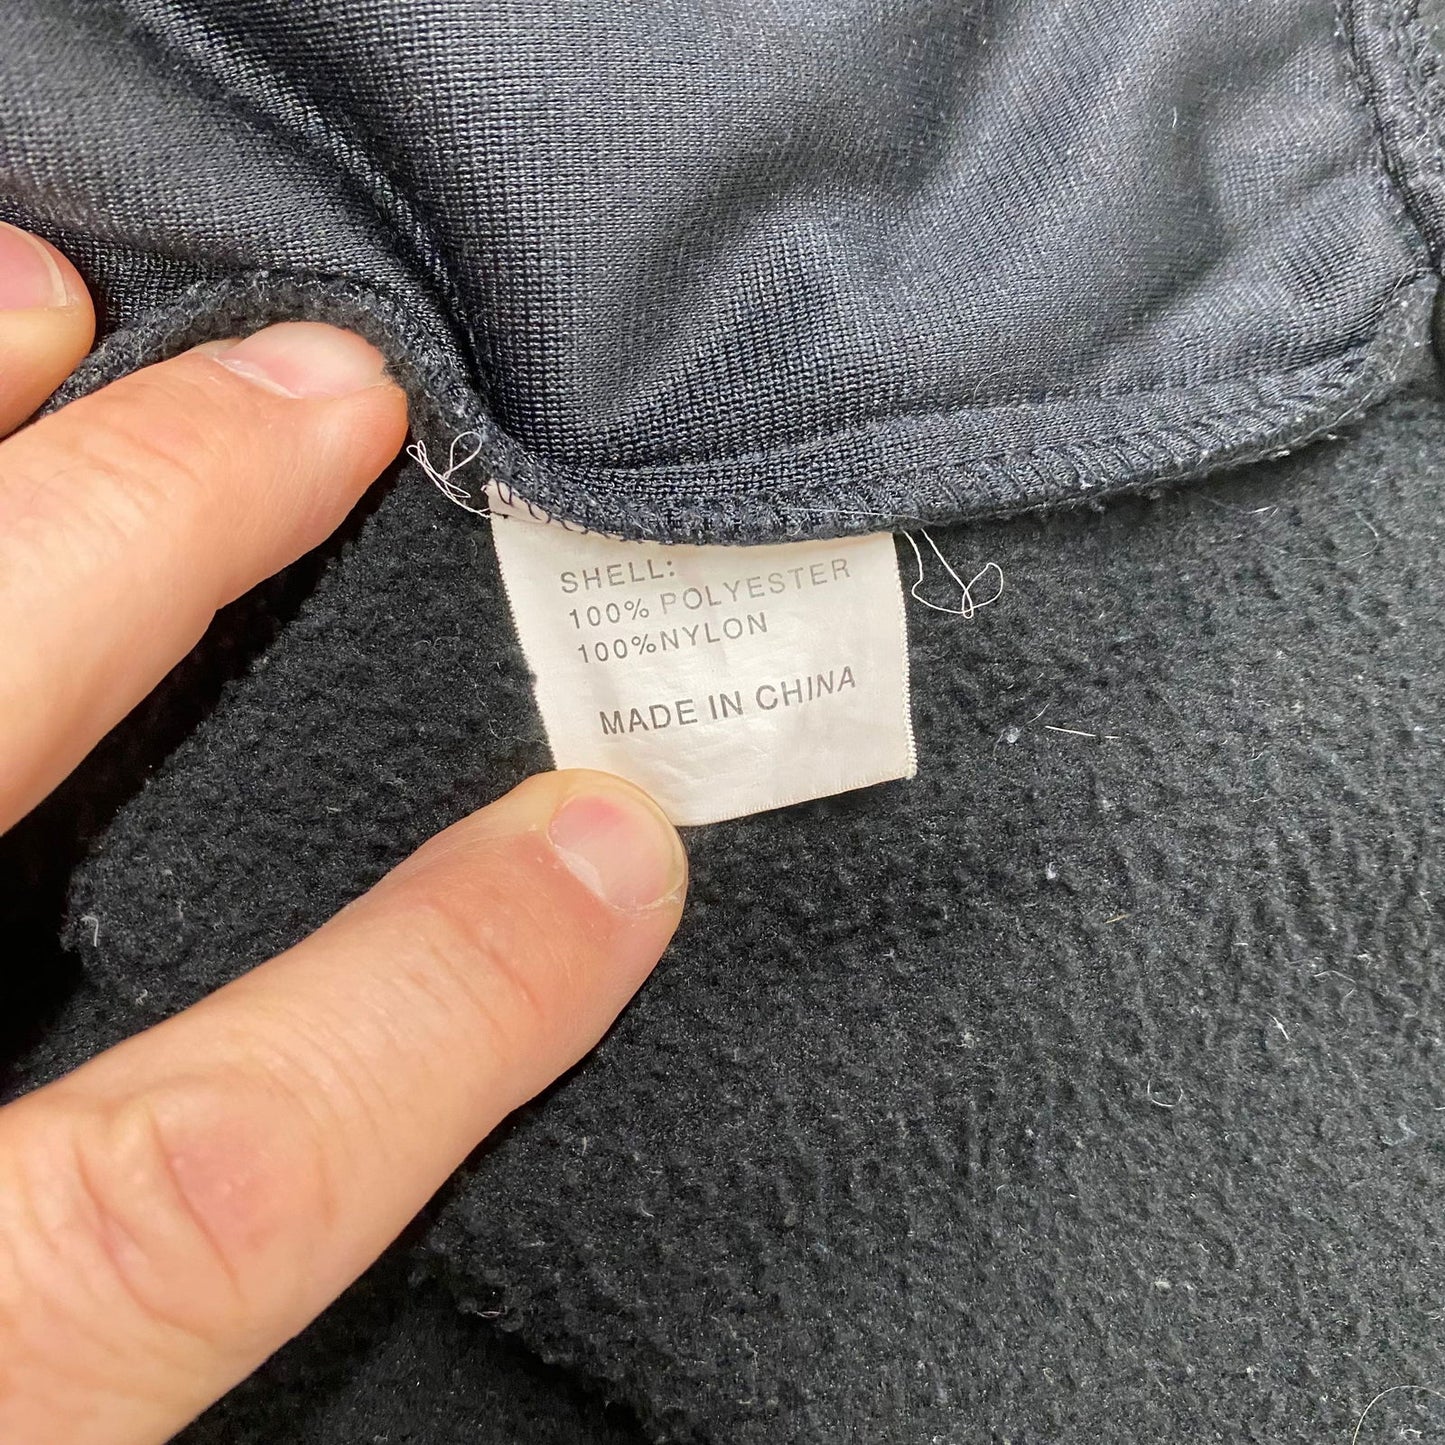 SHELL:
100% POLYESTER
100%NYLON
MADE IN CHINA